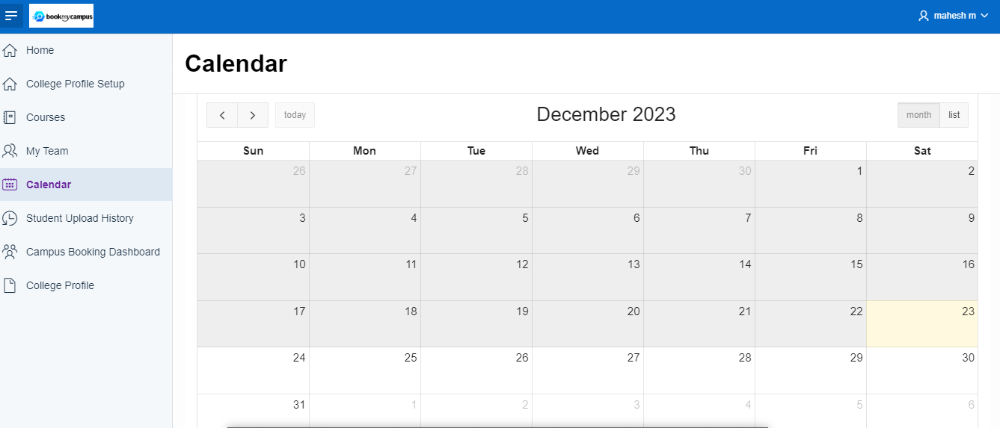 bookmycampus
mahesh m
Home
College Profile Setup
Courses
My Team
Calendar
Student Upload History
Campus Booking Dashboard
College Profile
Calendar
today
December 2023
month list
Sun Mon Tue Wed Thu Fri Sat
26 27 28 29 30 1 2
3 4 5 6 7 8 9
10 11 12 13 14 15 16
17 18 19 20 21 22 23
24 25 26 27 28 29 30
31 1 2 3 4 5 6